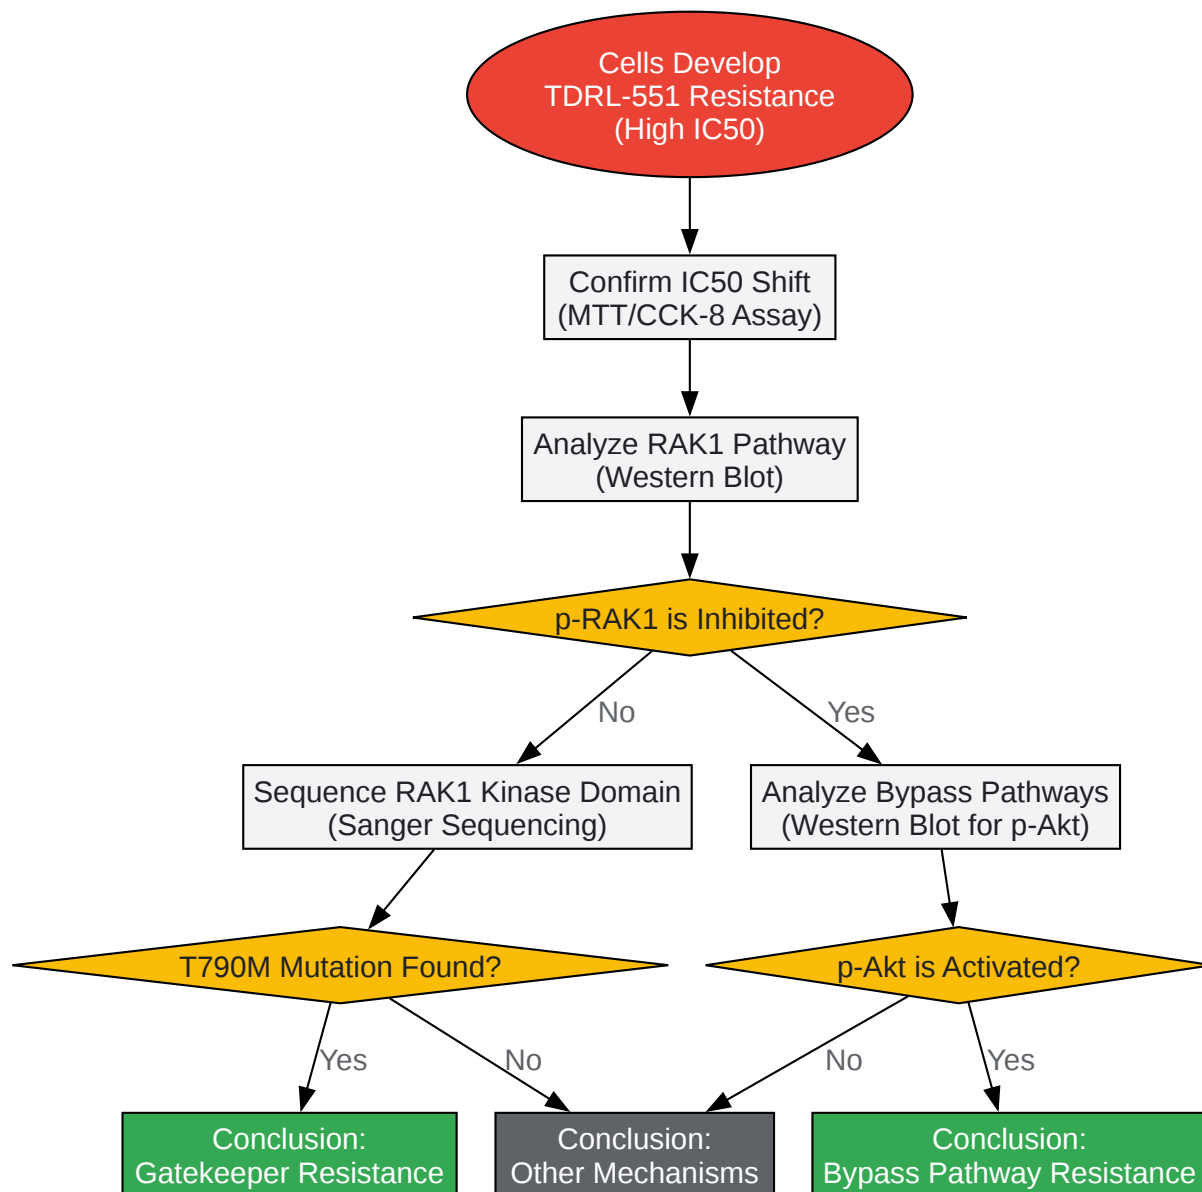 Cells Develop
TDRL-551 Resistance
(High IC50)
Confirm IC50 Shift
(MTT/CCK-8 Assay)
Analyze RAK1 Pathway
(Western Blot)
p-RAK1 is Inhibited?
No
Yes
Sequence RAK1 Kinase Domain
(Sanger Sequencing)
Analyze Bypass Pathways
(Western Blot for p-Akt)
T790M Mutation Found?
p-Akt is Activated?
Yes
No
No
Yes
Conclusion:
Gatekeeper Resistance
Conclusion:
Other Mechanisms
Conclusion:
Bypass Pathway Resistance